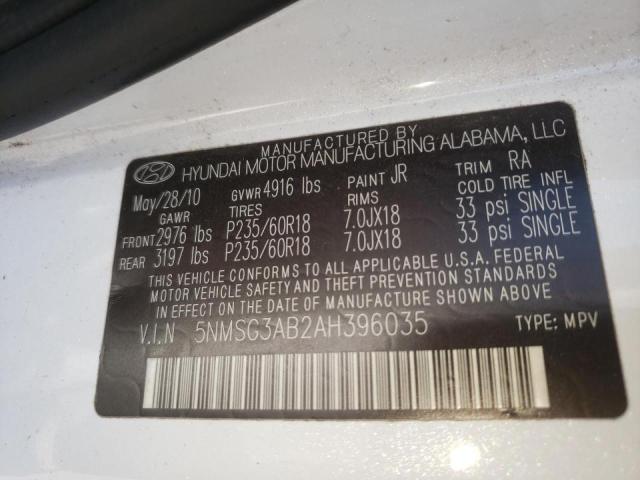 MANUFACTURED BY
HYUNDAI MOTOR MANUFACTURING ALABAMA, LLC
May/28/10 GVWR 4916 lbs PAINT JR TRIM RA
GAWR TIRES RIMS COLD TIRE INFL
FRONT 2976 lbs P235/60R18 7.0JX18 33 psi SINGLE
REAR 3197 lbs P235/60R18 7.0JX18 33 psi SINGLE
THIS VEHICLE CONFORMS TO ALL APPLICABLE U.S.A. FEDERAL
MOTOR VEHICLE SAFETY AND THEFT PREVENTION STANDARDS
IN EFFECT ON THE DATE OF MANUFACTURE SHOWN ABOVE.
V.I.N 5NMSG3AB2AH396035 TYPE: MPV